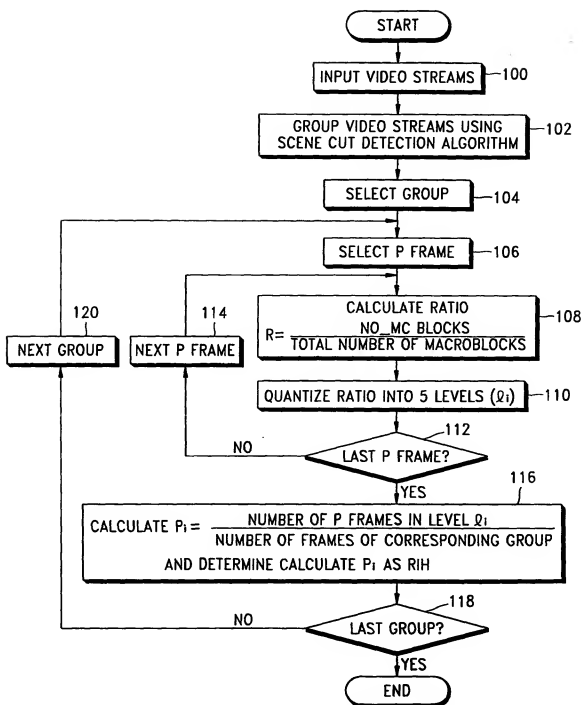 START
INPUT VIDEO STREAMS
100
GROUP VIDEO STREAMS USING
SCENE CUT DETECTION ALGORITHM
102
SELECT GROUP
104
SELECT P FRAME
106
120
NEXT GROUP
114
NEXT P FRAME
CALCULATE RATIO
R= NO_MC BLOCKS
TOTAL NUMBER OF MACROBLOCKS
108
QUANTIZE RATIO INTO 5 LEVELS (ℓi)
110
112
LAST P FRAME?
NO
YES
116
CALCULATE Pi = NUMBER OF P FRAMES IN LEVEL ℓi
NUMBER OF FRAMES OF CORRESPONDING GROUP
AND DETERMINE CALCULATE Pi AS RIH
118
LAST GROUP?
NO
YES
END